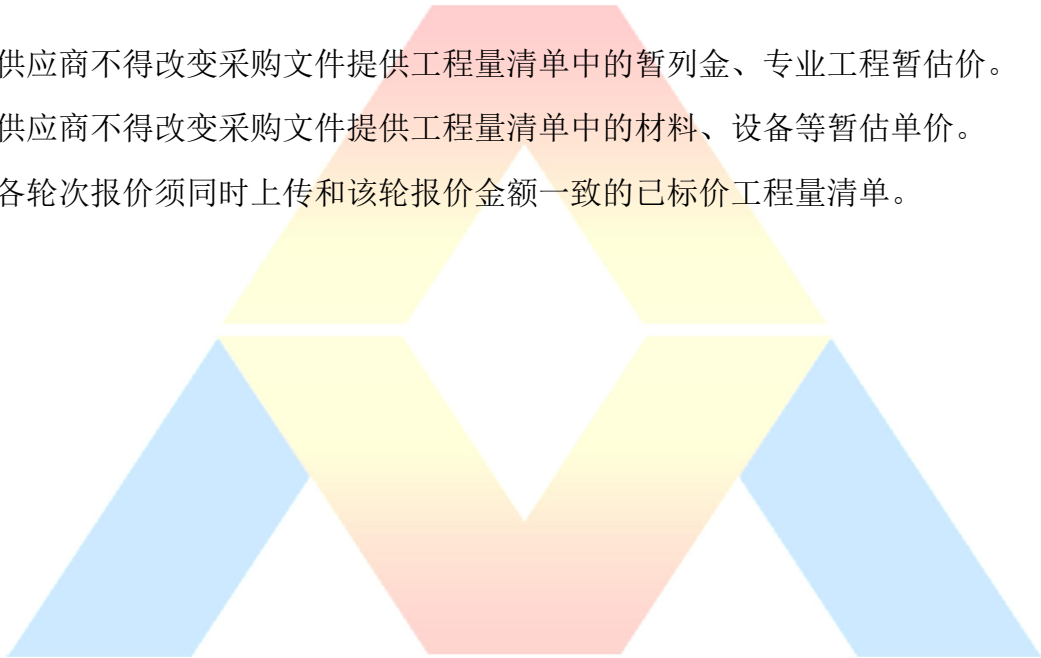 供应商不得改变采购文件提供工程量清单中的暂列金、专业工程暂估价。
供应商不得改变采购文件提供工程量清单中的材料、设备等暂估单价。
各轮次报价须同时上传和该轮报价金额一致的已标价工程量清单。